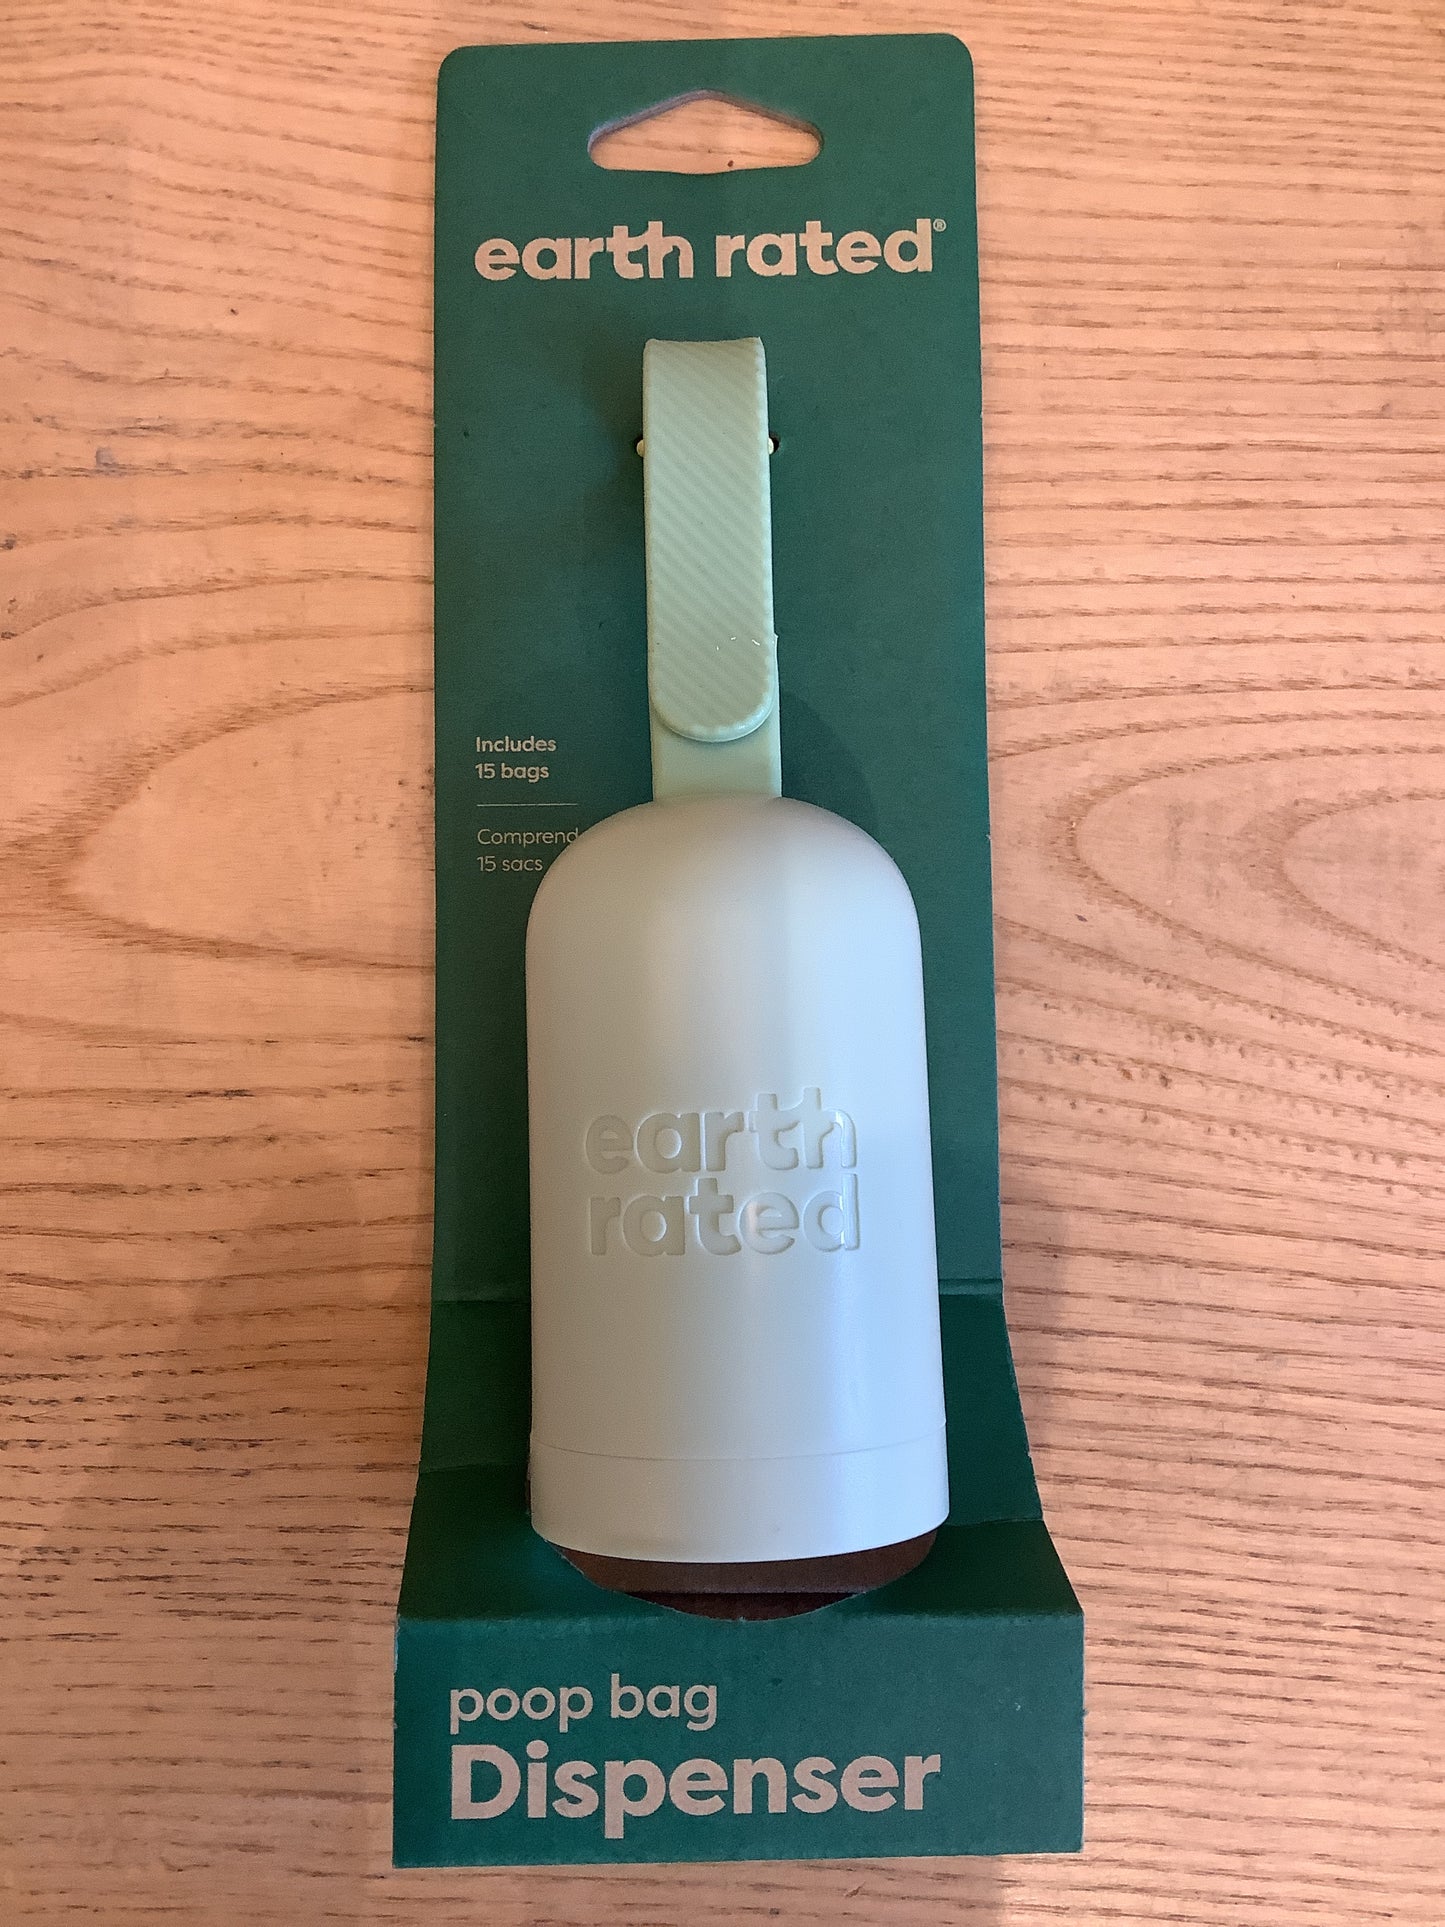 earth rated®
Includes
15 bags
Comprend
15 sacs
earth
rated
poop bag
Dispenser